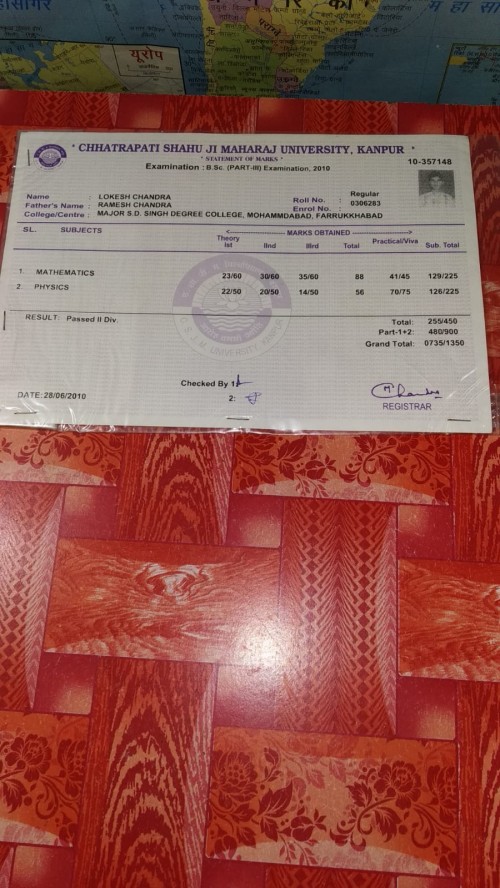 हासागर
यूरोप
म हा सा
* CHHATRAPATI SHAHU JI MAHARAJ UNIVERSITY, KANPUR *
* STATEMENT OF MARKS *
10-357148
Examination : B.Sc. (PART-III) Examination, 2010
Regular
Name : LOKESH CHANDRA Roll No. : 0306283
Father's Name : RAMESH CHANDRA Enrol No. :
College/Centre : MAJOR S.D. SINGH DEGREE COLLEGE, MOHAMMDABAD, FARRUKKHABAD
SL. SUBJECTS <---------------- MARKS OBTAINED ---------------->
Theory Ist IInd IIIrd Total Practical/Viva Sub. Total
1. MATHEMATICS 23/60 30/60 35/60 88 41/45 129/225
2. PHYSICS 22/50 20/50 14/50 56 70/75 126/225
RESULT: Passed II Div. Total: 255/450
Part-1+2: 480/900
Grand Total: 0735/1350
Checked By 1:
2:
DATE:28/06/2010
REGISTRAR